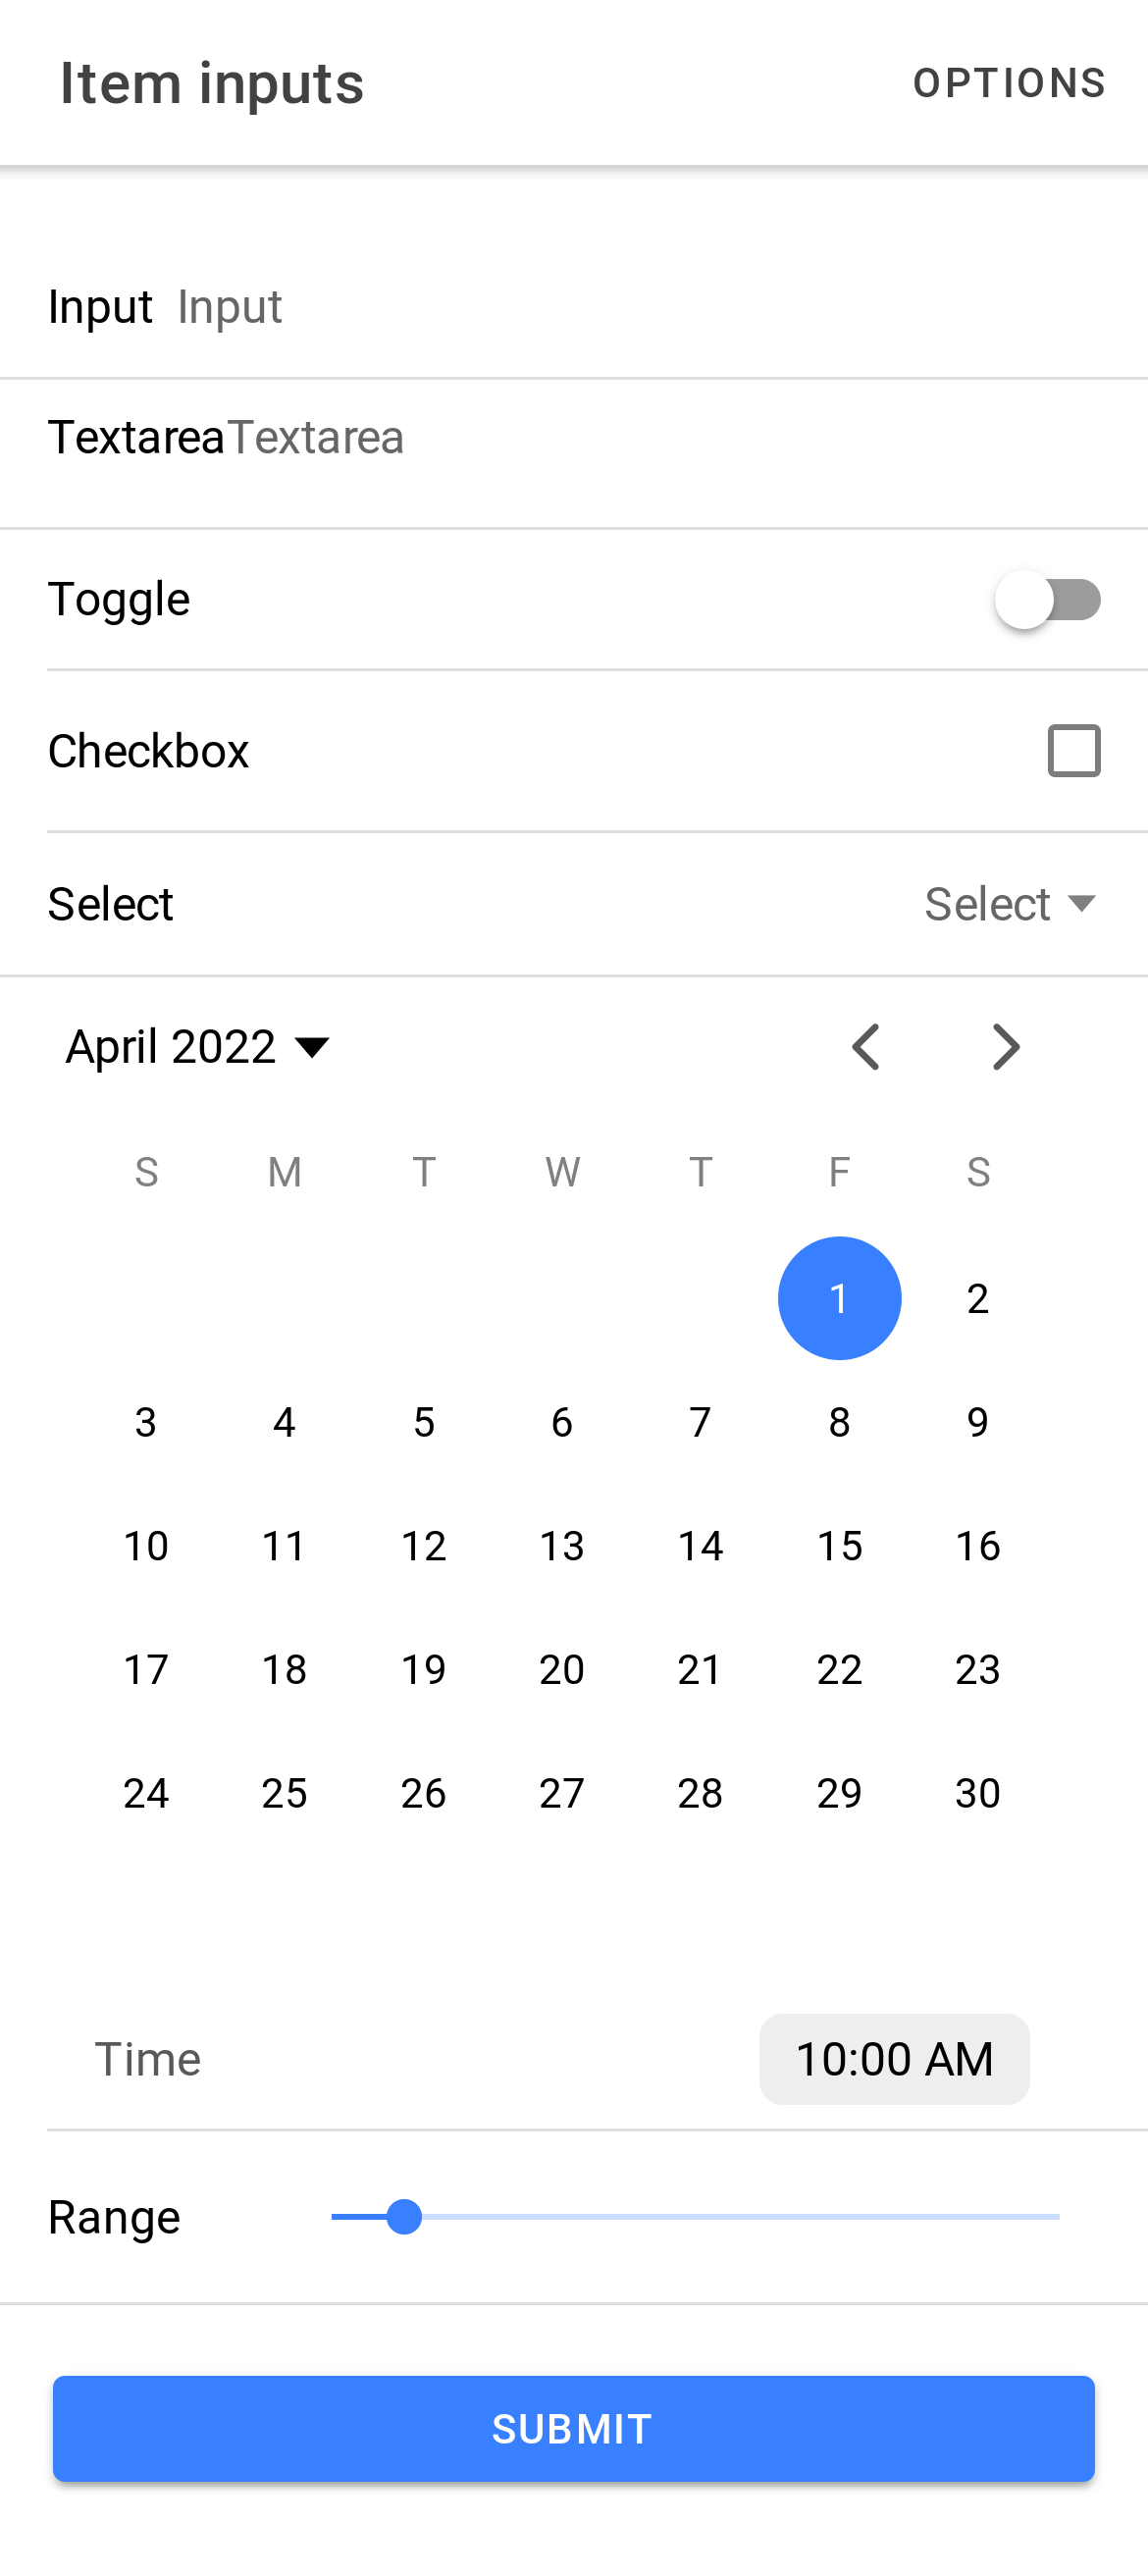 Item inputs OPTIONS
Input Input
Textarea Textarea
Toggle
Checkbox
Select Select
April 2022
S M T W T F S
1 2
3 4 5 6 7 8 9
10 11 12 13 14 15 16
17 18 19 20 21 22 23
24 25 26 27 28 29 30
Time 10:00 AM
Range
SUBMIT